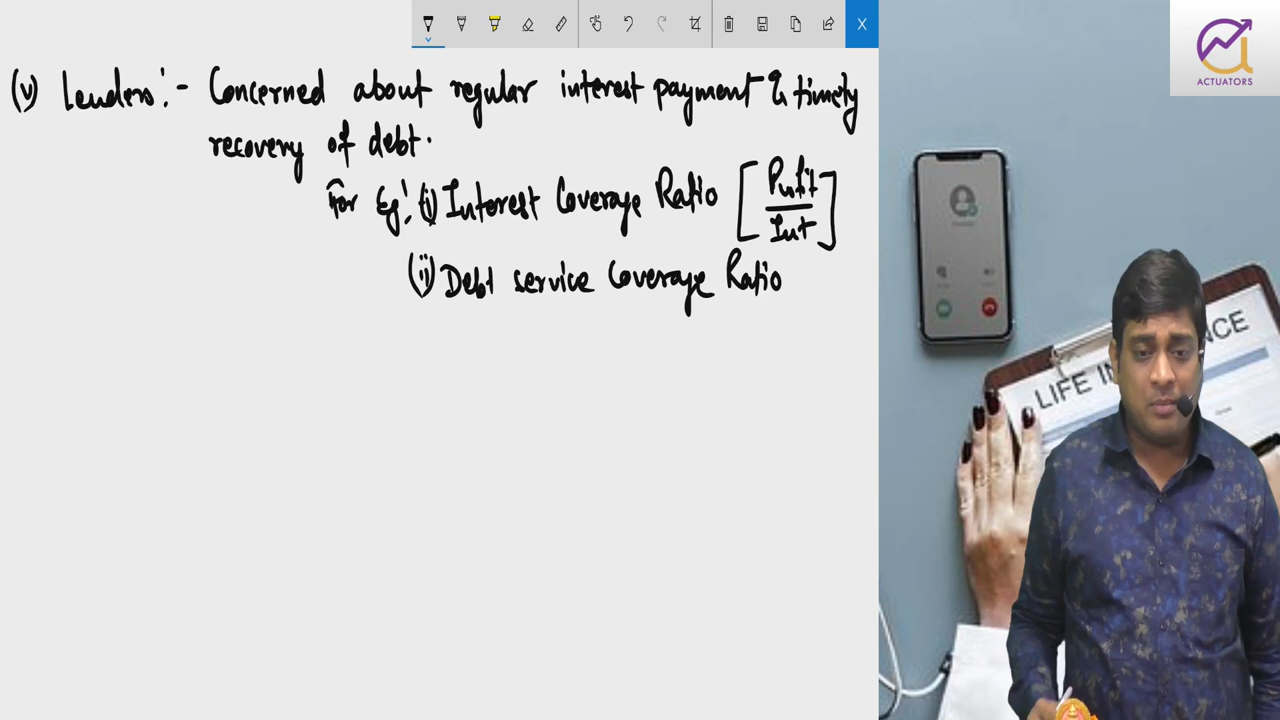 (v) Lenders:- Concerned about regular interest payment & timely
recovery of debt.
For Eg: (i) Interest Coverage Ratio [Profit/Int]
(ii) Debt service Coverage Ratio
ACTUATORS
LIFE IN
NCE
X